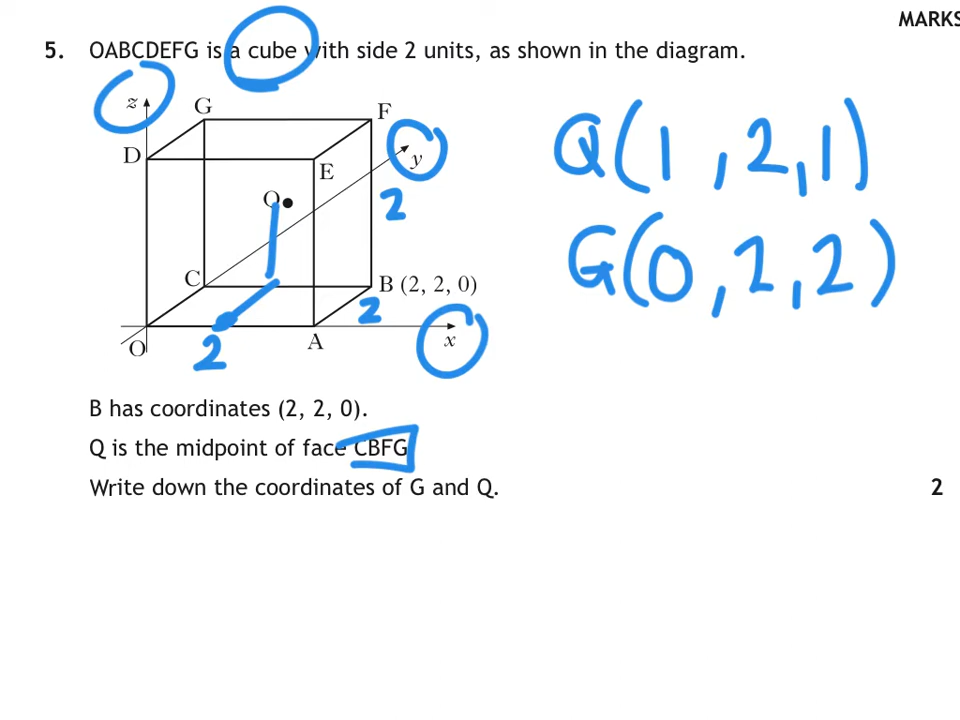 MARKS
5. OABCDEFG is a cube with side 2 units, as shown in the diagram.
z
G
F
D
E
y
Q
2
Q(1, 2, 1)
G(0, 2, 2)
C
B (2, 2, 0)
2
O
2
A
x
B has coordinates (2, 2, 0).
Q is the midpoint of face CBFG
Write down the coordinates of G and Q.
2